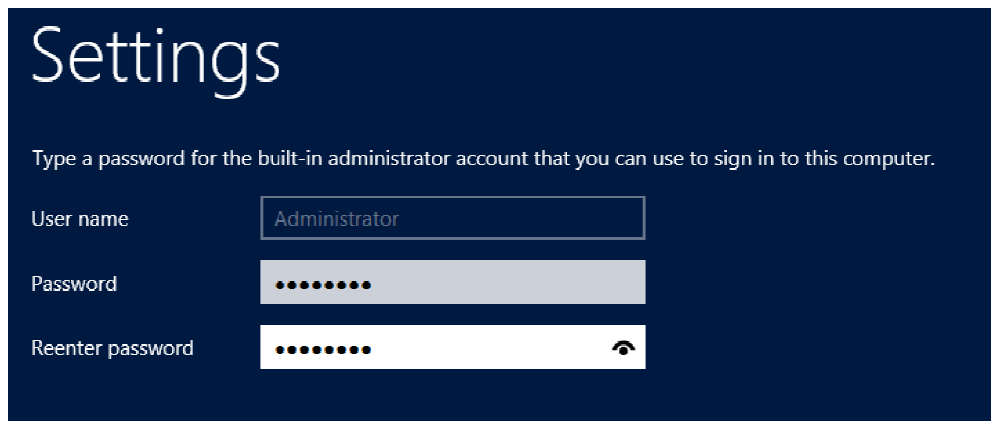 Settings
Type a password for the built-in administrator account that you can use to sign in to this computer.
User name
Administrator
Password
●●●●●●●●
Reenter password
●●●●●●●●